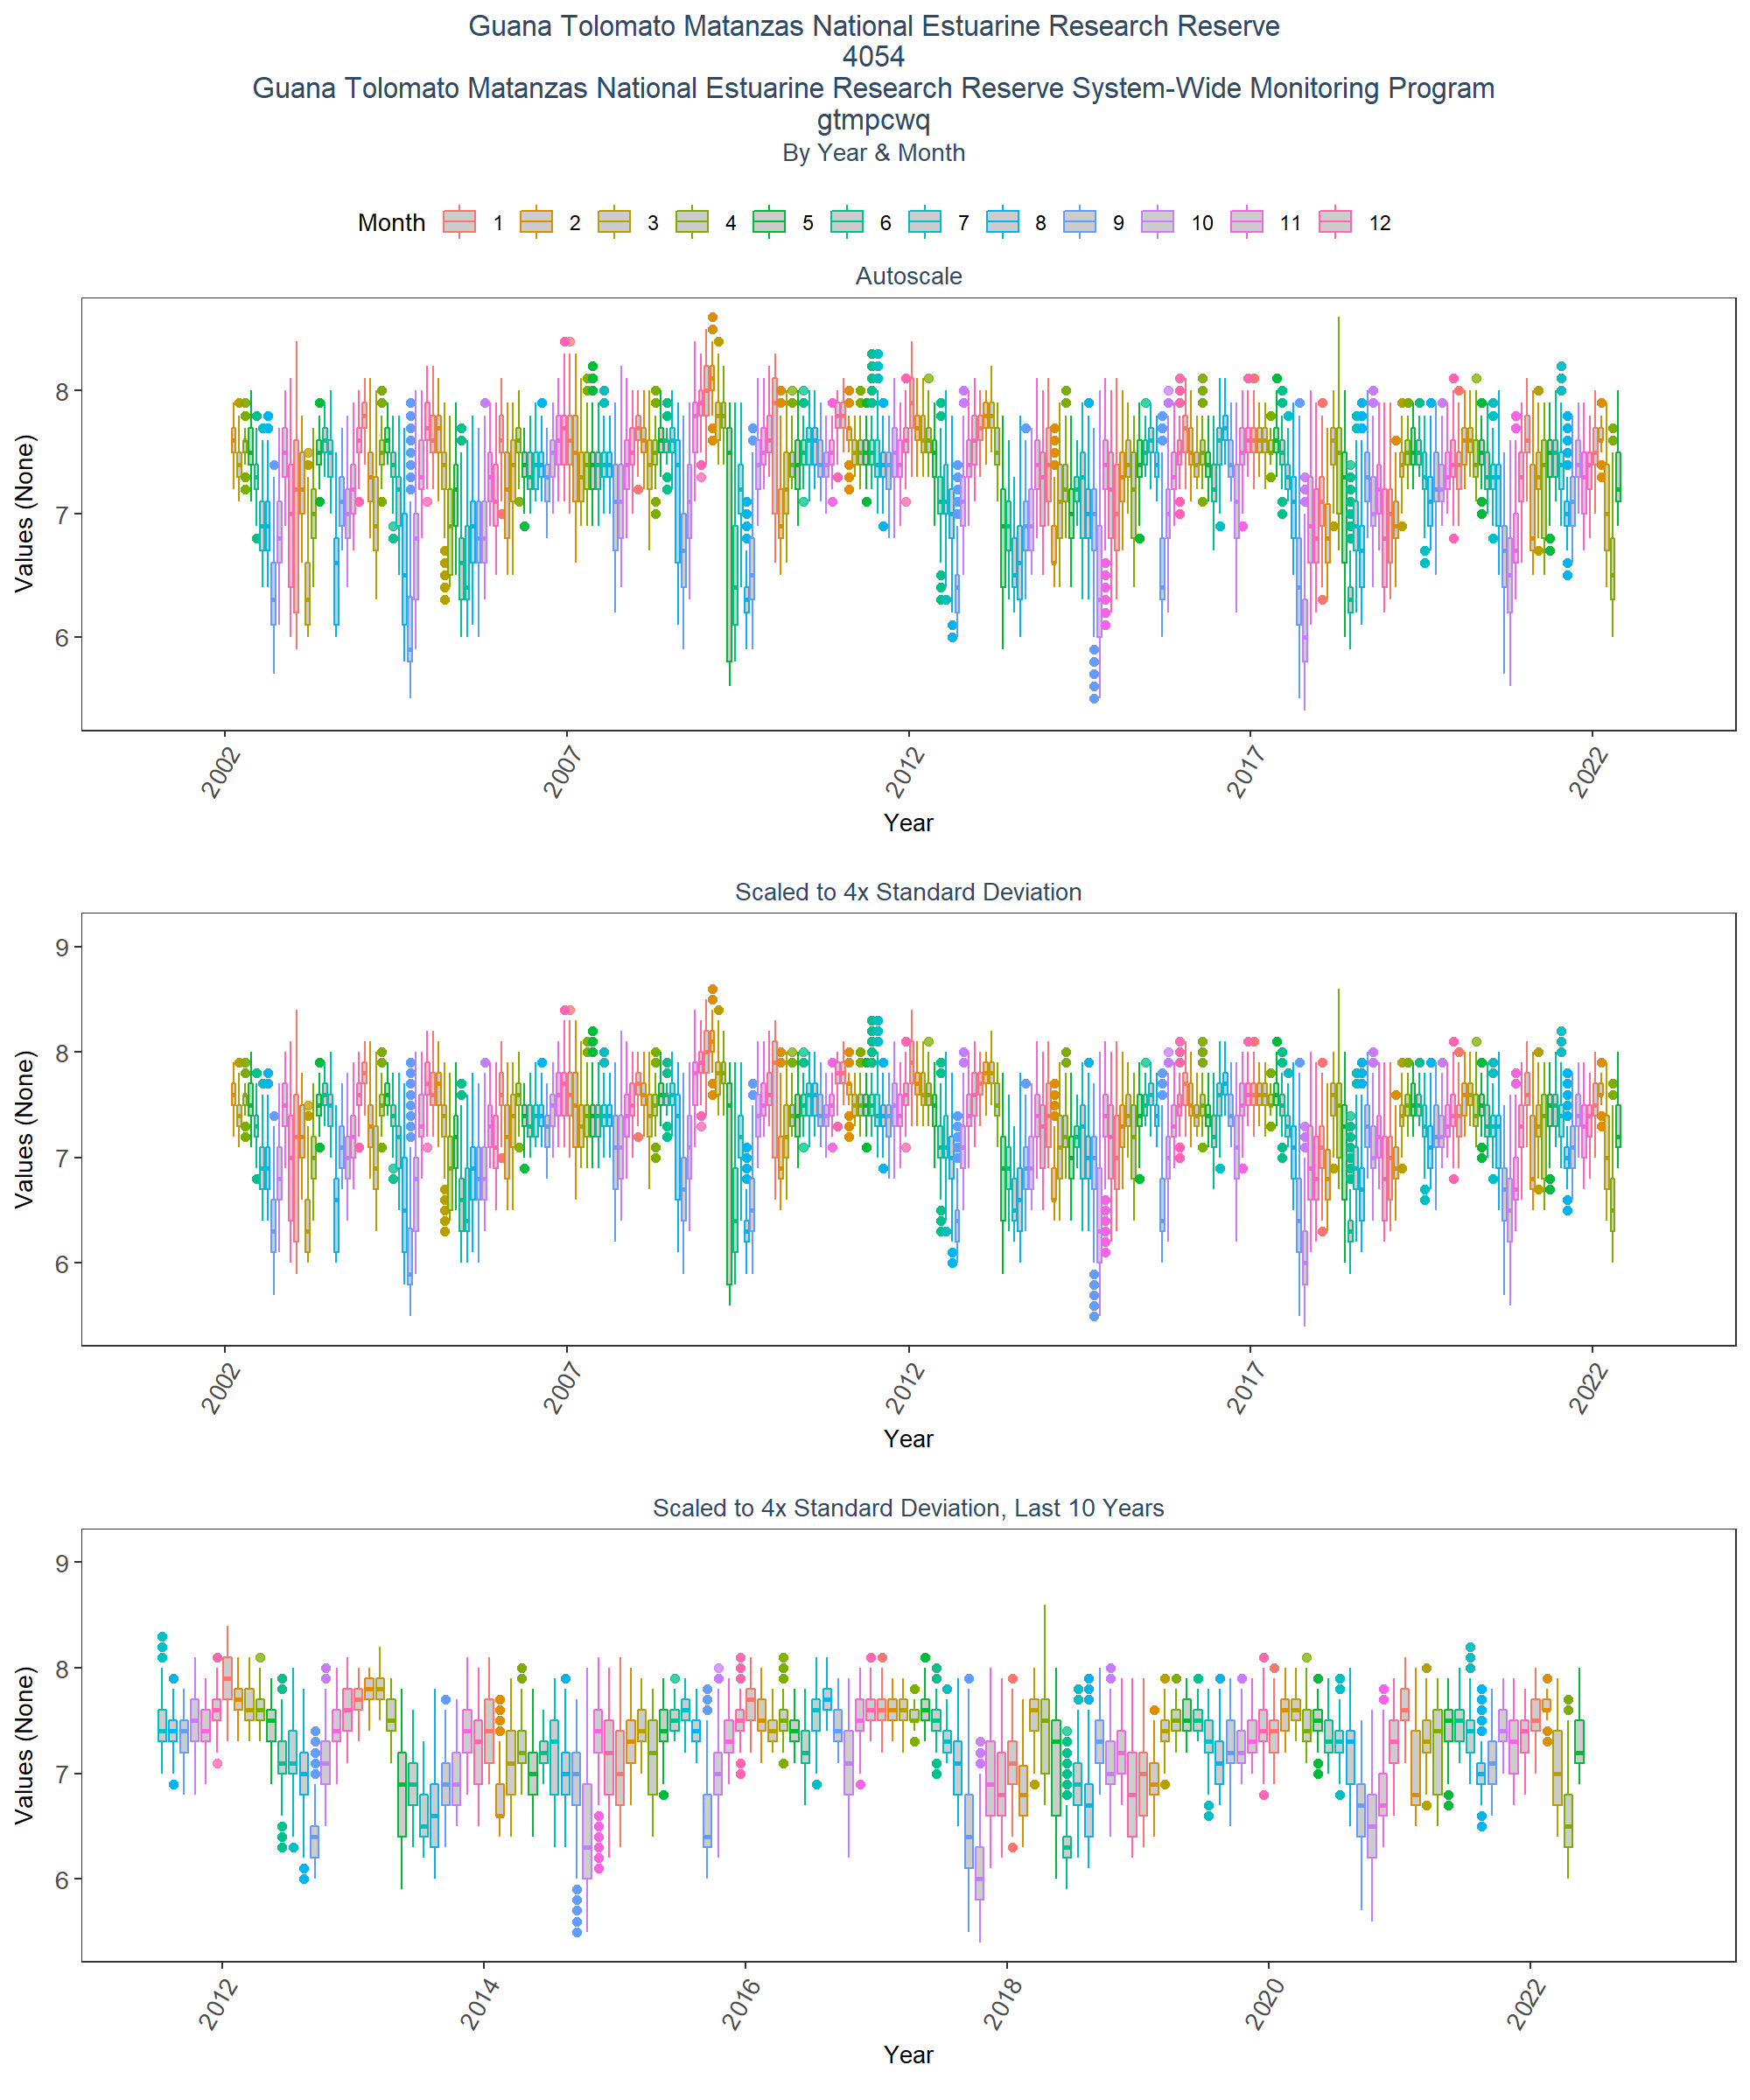 Guana Tolomato Matanzas National Estuarine Research Reserve
4054
Guana Tolomato Matanzas National Estuarine Research Reserve System-Wide Monitoring Program
gtmpcwq
By Year & Month
Month 1 2 3 4 5 6 7 8 9 10 11 12
Autoscale
Values (None)
8
7
6
2002 2007 2012 2017 2022
Year
Scaled to 4x Standard Deviation
Values (None)
9
8
7
6
2002 2007 2012 2017 2022
Year
Scaled to 4x Standard Deviation, Last 10 Years
Values (None)
9
8
7
6
2012 2014 2016 2018 2020 2022
Year